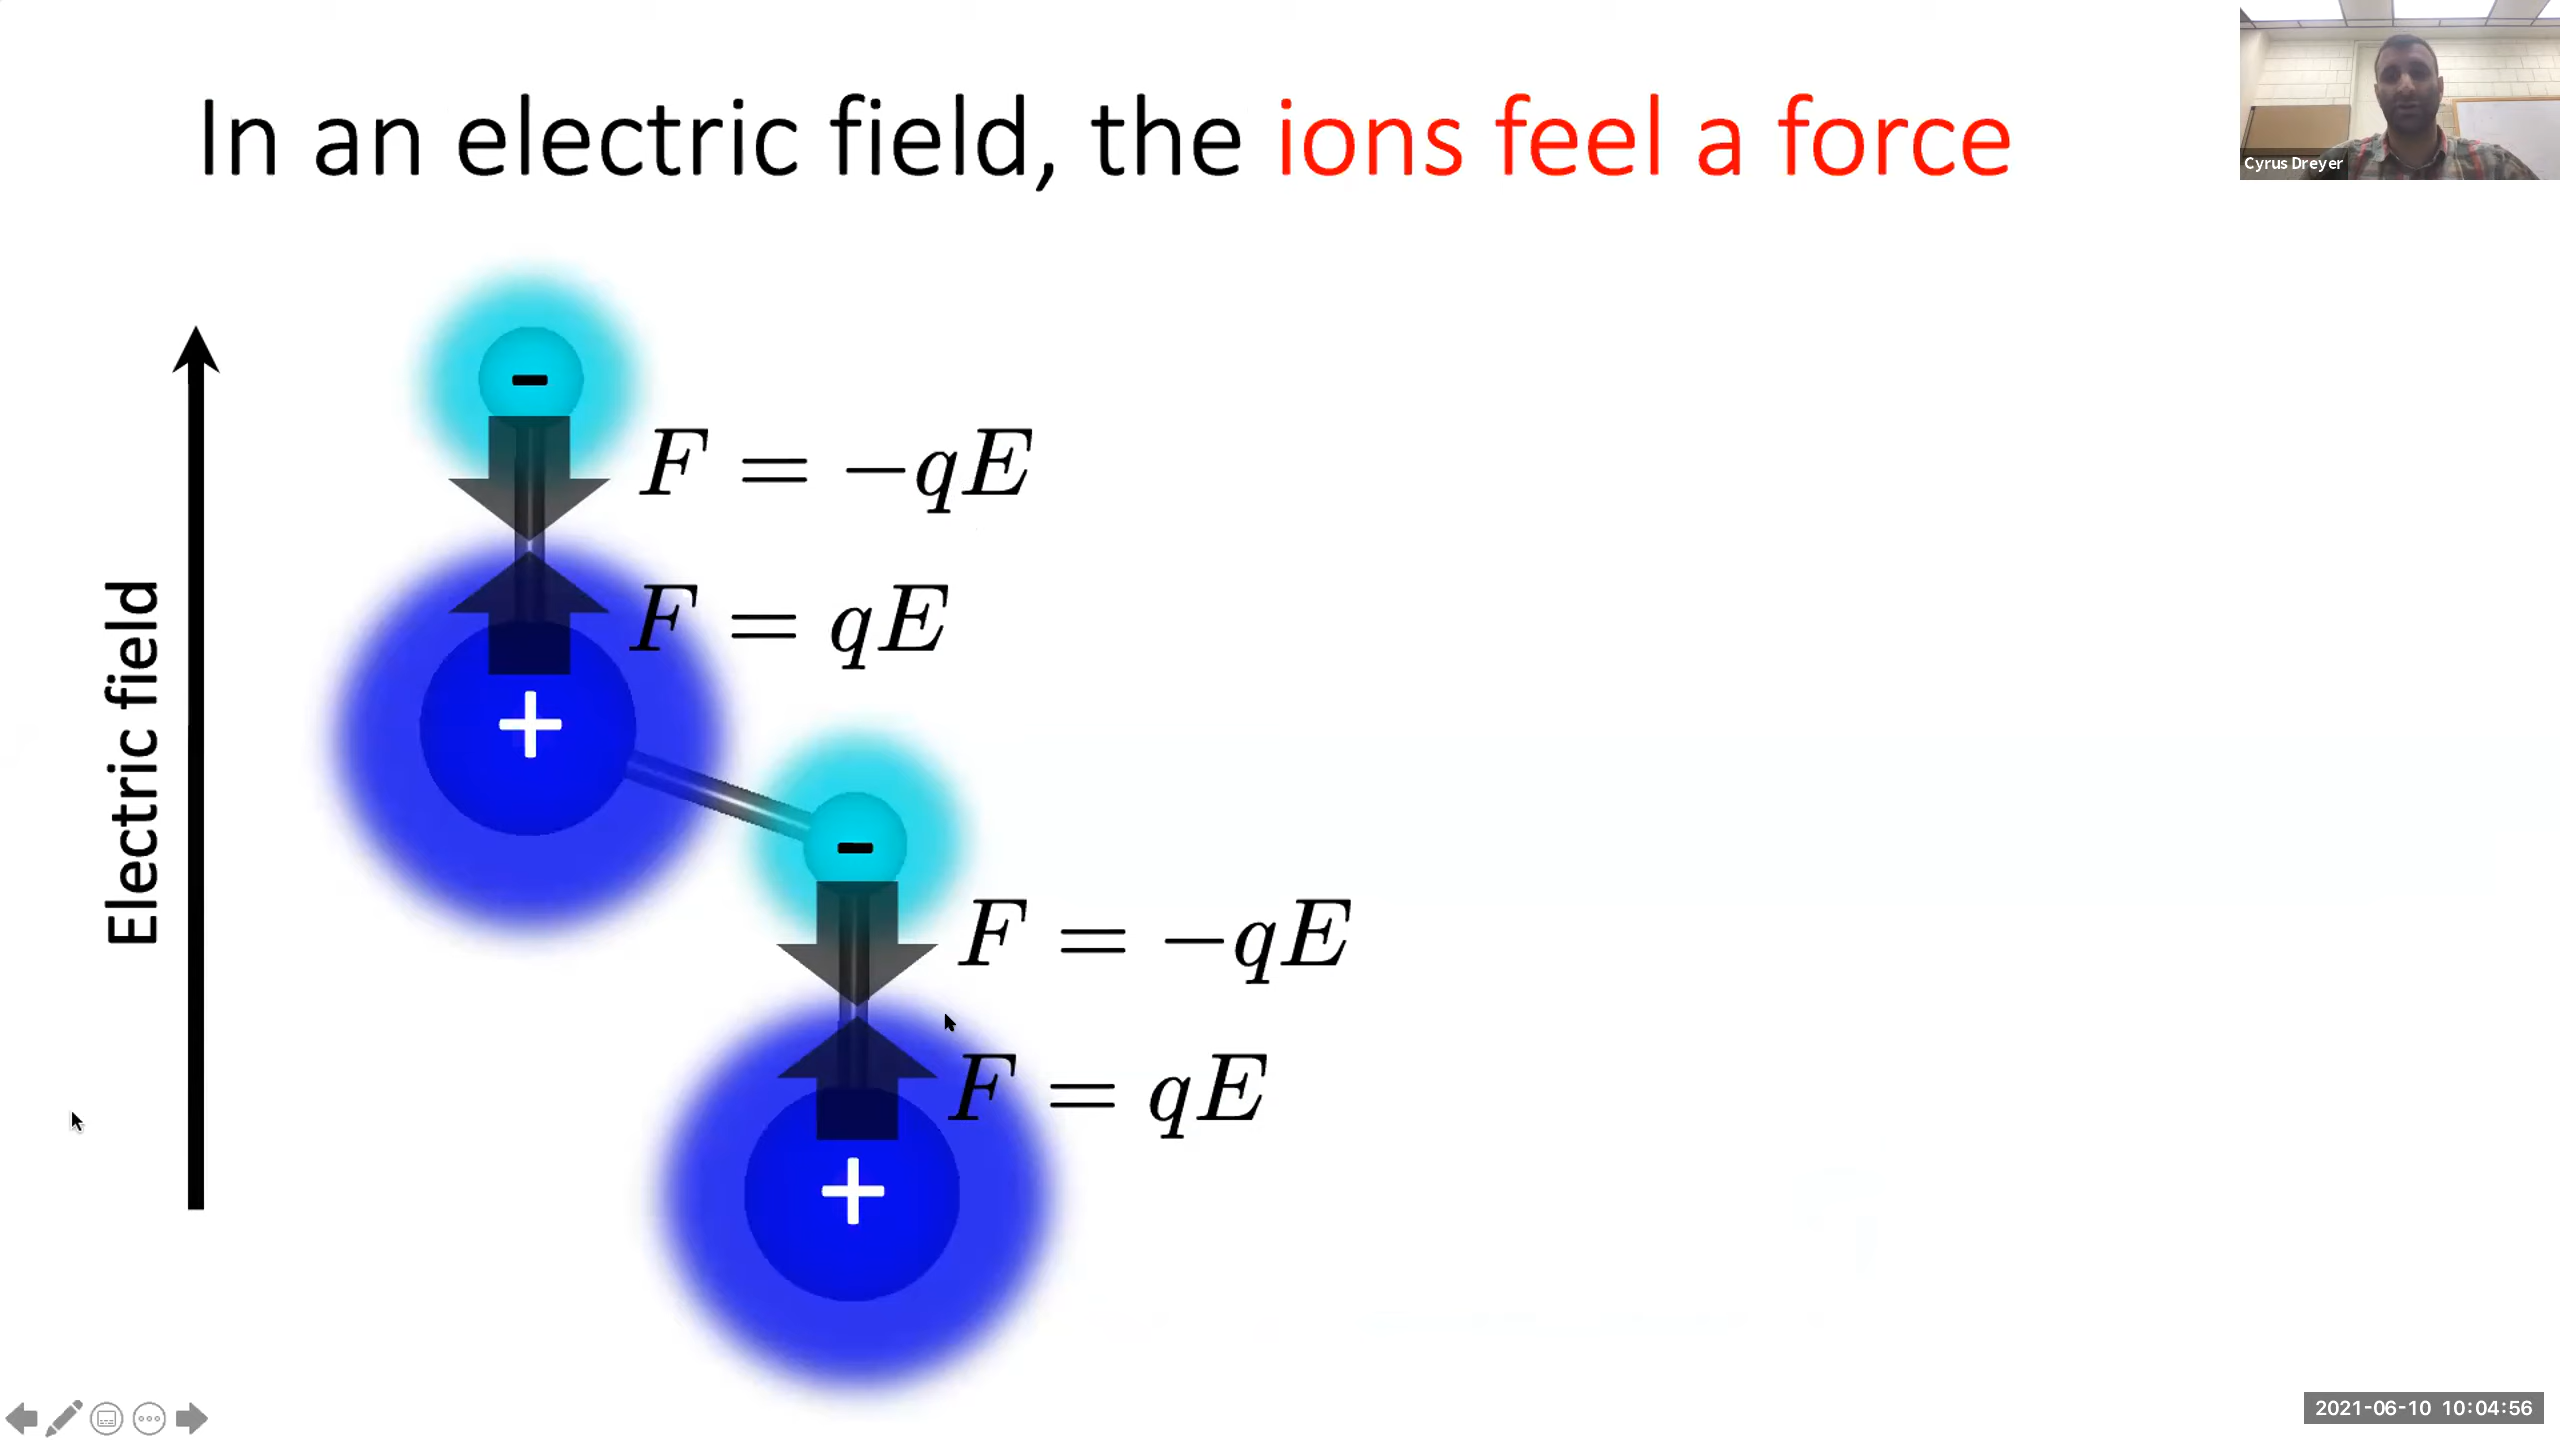 In an electric field, the ions feel a force
Cyrus Dreyer
Electric field
-
F = −qE
F = qE
+
-
F = −qE
F = qE
+
2021-06-10 10:04:56